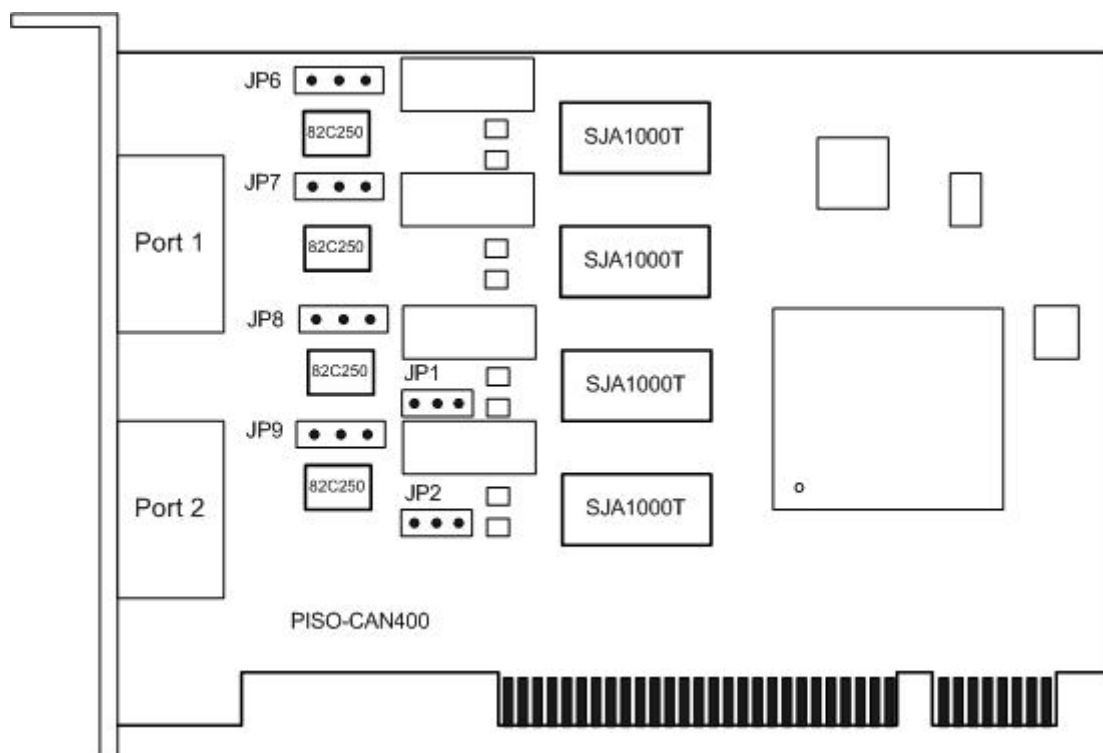 JP6
82C250
SJA1000T
JP7
Port 1
82C250
SJA1000T
JP8
82C250
JP1
SJA1000T
JP9
82C250
JP2
Port 2
SJA1000T
PISO-CAN400